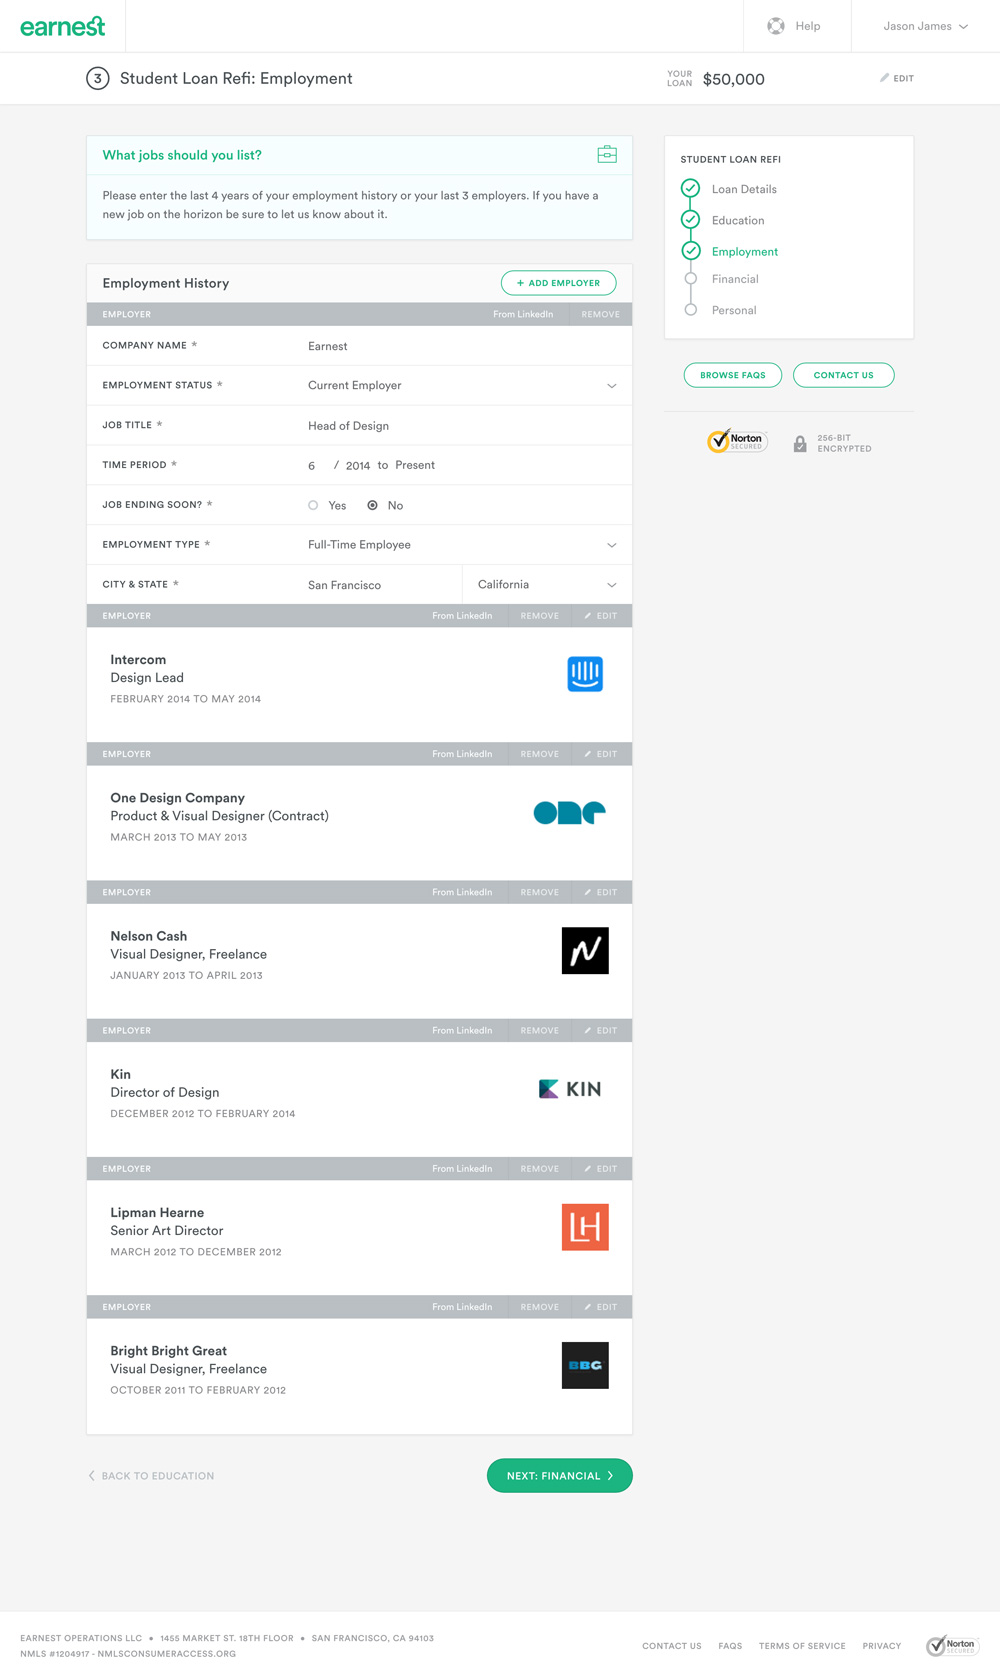 earnest
Help
Jason James
3 Student Loan Refi: Employment
YOUR LOAN $50,000
EDIT
What jobs should you list?
Please enter the last 4 years of your employment history or your last 3 employers. If you have a
new job on the horizon be sure to let us know about it.
Employment History
+ ADD EMPLOYER
EMPLOYER From LinkedIn REMOVE
COMPANY NAME * Earnest
EMPLOYMENT STATUS * Current Employer
JOB TITLE * Head of Design
TIME PERIOD * 6 / 2014 to Present
JOB ENDING SOON? * Yes No
EMPLOYMENT TYPE * Full-Time Employee
CITY & STATE * San Francisco California
EMPLOYER From LinkedIn REMOVE EDIT
Intercom
Design Lead
FEBRUARY 2014 TO MAY 2014
EMPLOYER From LinkedIn REMOVE EDIT
One Design Company
Product & Visual Designer (Contract)
MARCH 2013 TO MAY 2013
EMPLOYER From LinkedIn REMOVE EDIT
Nelson Cash
Visual Designer, Freelance
JANUARY 2013 TO APRIL 2013
N
EMPLOYER From LinkedIn REMOVE EDIT
Kin
Director of Design
DECEMBER 2012 TO FEBRUARY 2014
KIN
EMPLOYER From LinkedIn REMOVE EDIT
Lipman Hearne
Senior Art Director
MARCH 2012 TO DECEMBER 2012
LH
EMPLOYER From LinkedIn REMOVE EDIT
Bright Bright Great
Visual Designer, Freelance
OCTOBER 2011 TO FEBRUARY 2012
BBG
BACK TO EDUCATION
NEXT: FINANCIAL
STUDENT LOAN REFI
Loan Details
Education
Employment
Financial
Personal
BROWSE FAQS
CONTACT US
Norton
SECURED
256-BIT
ENCRYPTED
EARNEST OPERATIONS LLC • 1455 MARKET ST. 18TH FLOOR • SAN FRANCISCO, CA 94103
NMLS #1204917 - NMLSCONSUMERACCESS.ORG
CONTACT US FAQS TERMS OF SERVICE PRIVACY
Norton
SECURED